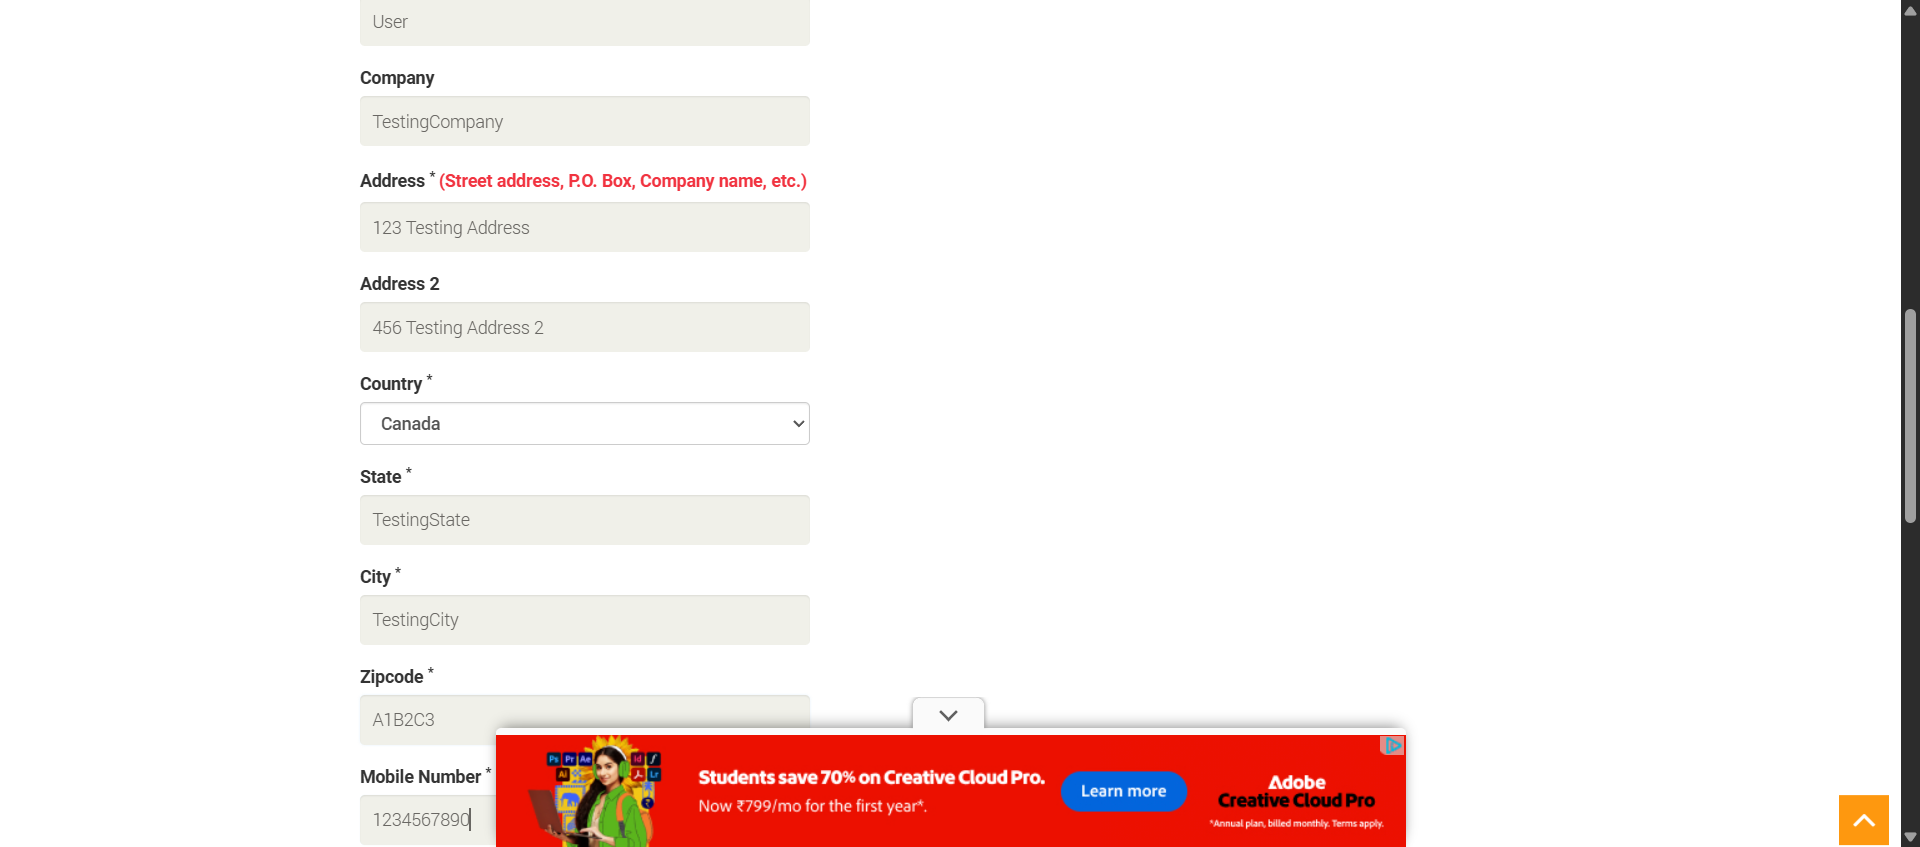 User
Company
TestingCompany
Address * (Street address, P.O. Box, Company name, etc.)
123 Testing Address
Address 2
456 Testing Address 2
Country *
Canada
State *
TestingState
City *
TestingCity
Zipcode *
A1B2C3
Mobile Number *
1234567890
Ps Pr Ae Id f
Ai Lr
Students save 70% on Creative Cloud Pro.
Now ₹799/mo for the first year*.
Learn more
Adobe
Creative Cloud Pro
*Annual plan, billed monthly. Terms apply.